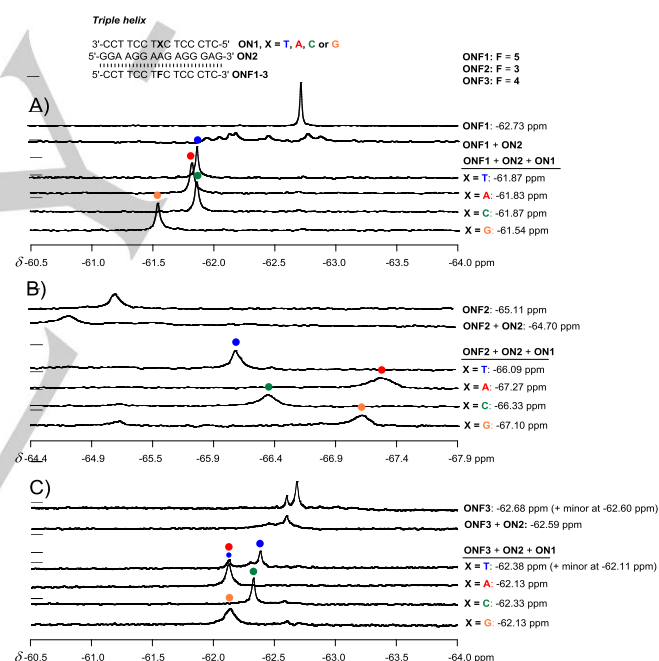 Triple helix
3'-CCT TCC TXC TCC CTC-5' ON1, X = T, A, C or G
5'-GGA AGG AAG AGG GAG-3' ON2
5'-CCT TCC TFC TCC CTC-3' ONF1-3
ONF1: F = 5
ONF2: F = 3
ONF3: F = 4
A)
ONF1: -62.73 ppm
ONF1 + ON2
ONF1 + ON2 + ON1
X = T: -61.87 ppm
X = A: -61.83 ppm
X = C: -61.87 ppm
X = G: -61.54 ppm
δ -60.5 -61.0 -61.5 -62.0 -62.5 -63.0 -63.5 -64.0 ppm
B)
ONF2: -65.11 ppm
ONF2 + ON2: -64.70 ppm
ONF2 + ON2 + ON1
X = T: -66.09 ppm
X = A: -67.27 ppm
X = C: -66.33 ppm
X = G: -67.10 ppm
δ -64.4 -64.9 -65.5 -65.9 -66.4 -66.9 -67.4 -67.9 ppm
C)
ONF3: -62.68 ppm (+ minor at -62.60 ppm)
ONF3 + ON2: -62.59 ppm
ONF3 + ON2 + ON1
X = T: -62.38 ppm (+ minor at -62.11 ppm)
X = A: -62.13 ppm
X = C: -62.33 ppm
X = G: -62.13 ppm
δ -60.5 -61.0 -61.5 -62.0 -62.5 -63.0 -63.5 -64.0 ppm